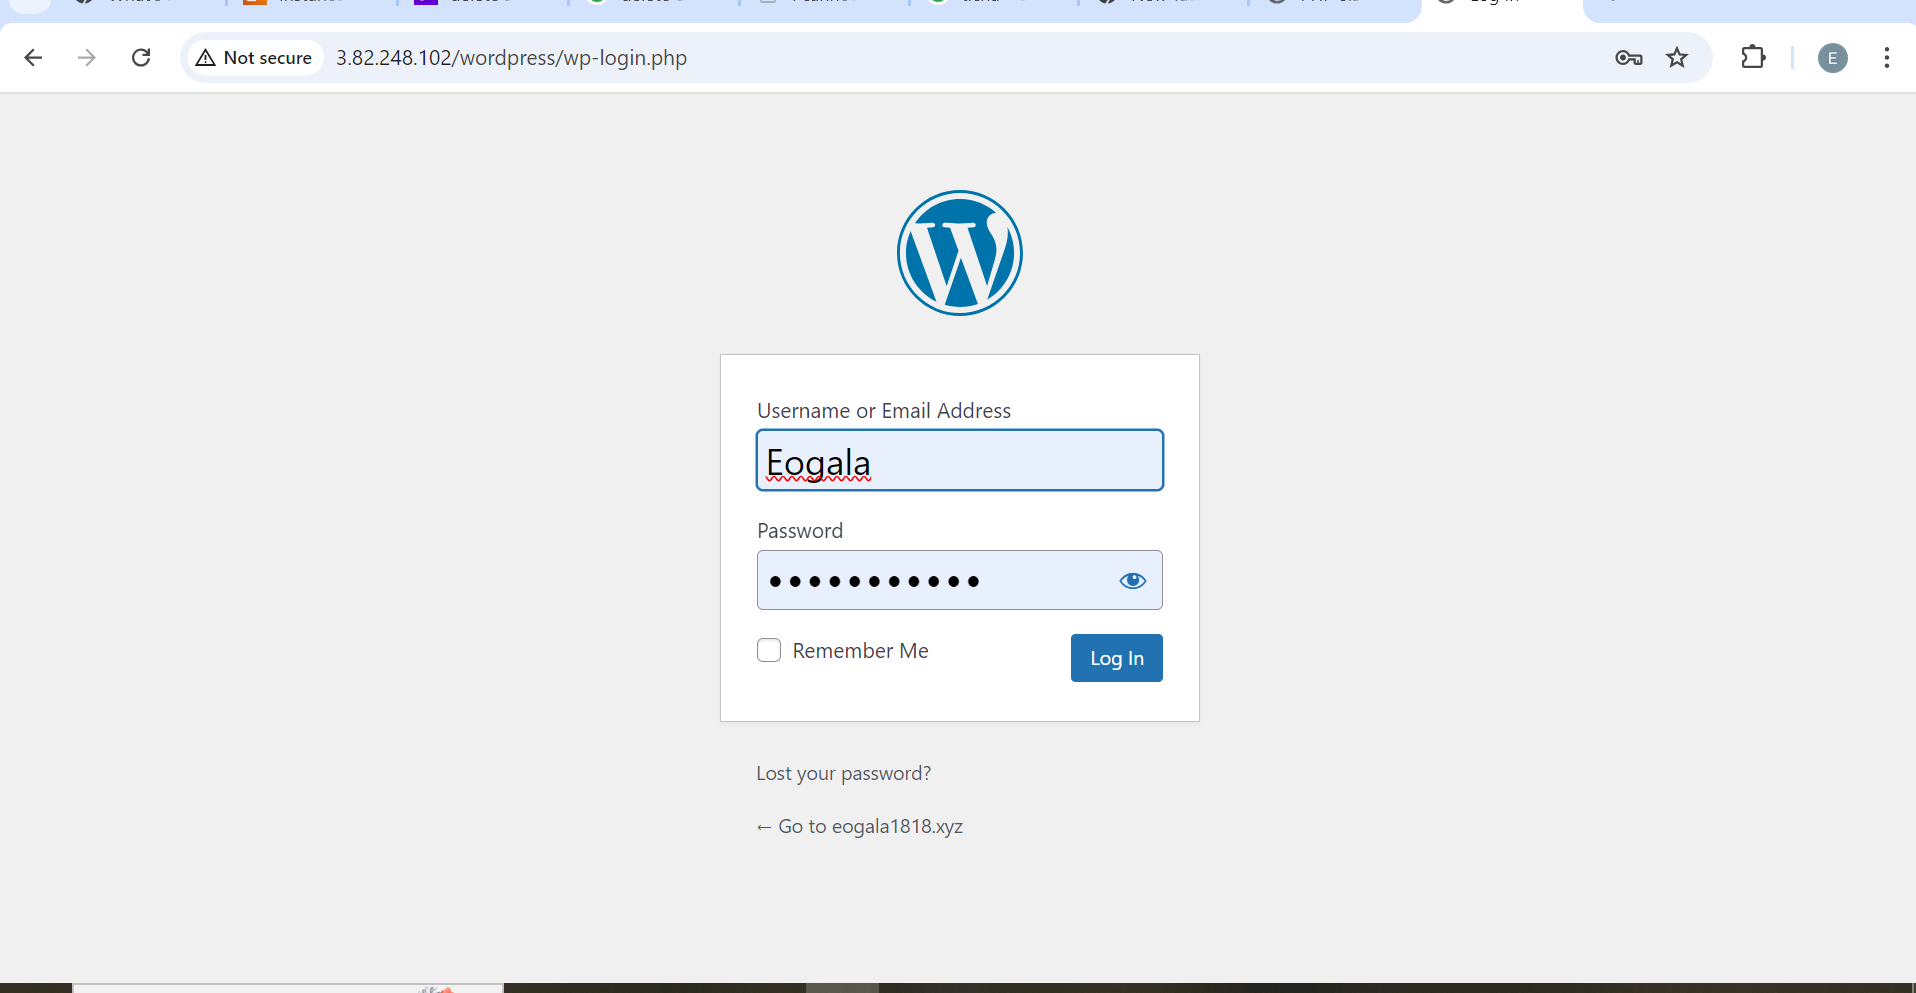 Not secure
3.82.248.102/wordpress/wp-login.php
E
Username or Email Address
Eogala
Password
Remember Me
Log In
Lost your password?
← Go to eogala1818.xyz